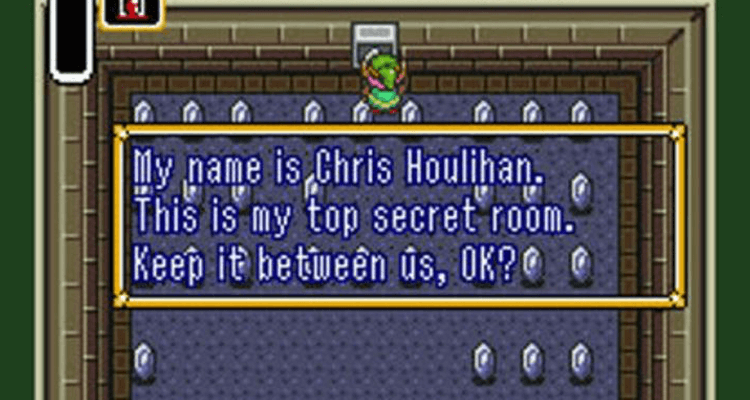 My name is Chris Houlihan.
This is my top secret room.
Keep it between us, OK?